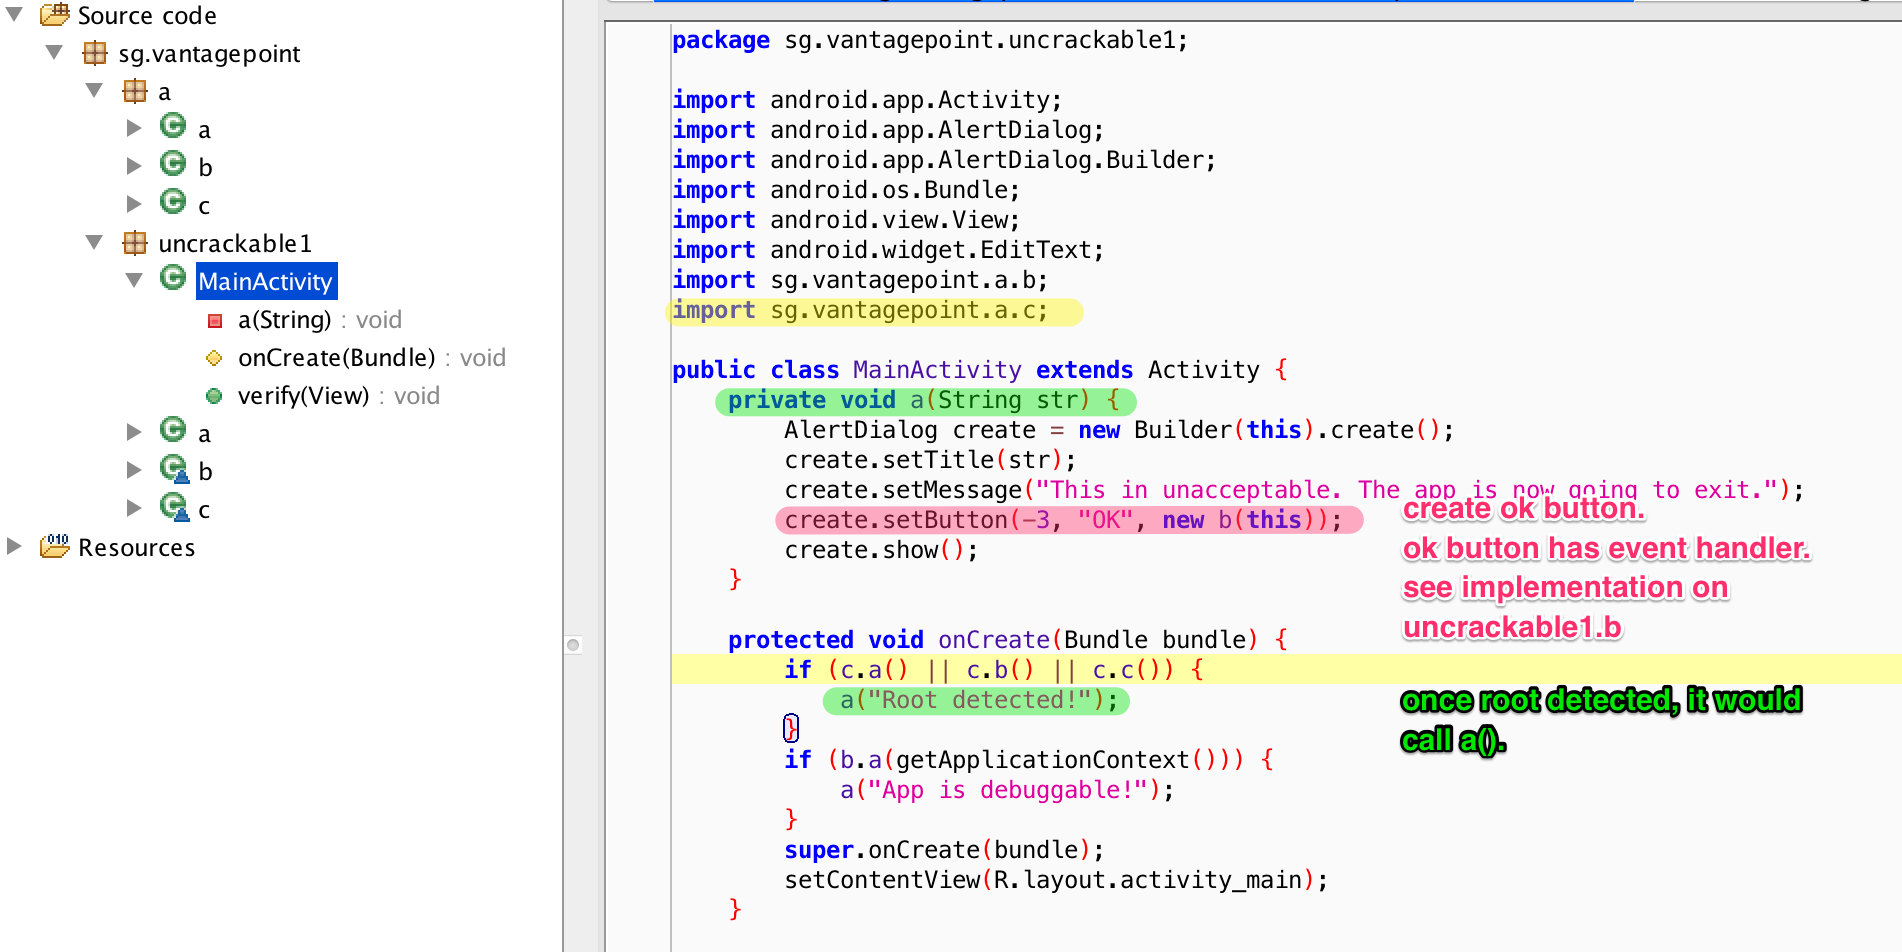 Source code
sg.vantagepoint
a
a
b
c
uncrackable1
MainActivity
a(String) : void
onCreate(Bundle) : void
verify(View) : void
a
b
c
Resources
package sg.vantagepoint.uncrackable1;
import android.app.Activity;
import android.app.AlertDialog;
import android.app.AlertDialog.Builder;
import android.os.Bundle;
import android.view.View;
import android.widget.EditText;
import sg.vantagepoint.a.b;
import sg.vantagepoint.a.c;
public class MainActivity extends Activity {
private void a(String str) {
AlertDialog create = new Builder(this).create();
create.setTitle(str);
create.setMessage("This in unacceptable. The app is now going to exit.");
create.setButton(-3, "OK", new b(this));
create.show();
}
protected void onCreate(Bundle bundle) {
if (c.a() || c.b() || c.c()) {
a("Root detected!");
}
if (b.a(getApplicationContext())) {
a("App is debuggable!");
}
super.onCreate(bundle);
setContentView(R.layout.activity_main);
}
create ok button.
ok button has event handler.
see implementation on
uncrackable1.b
once root detected, it would
call a().